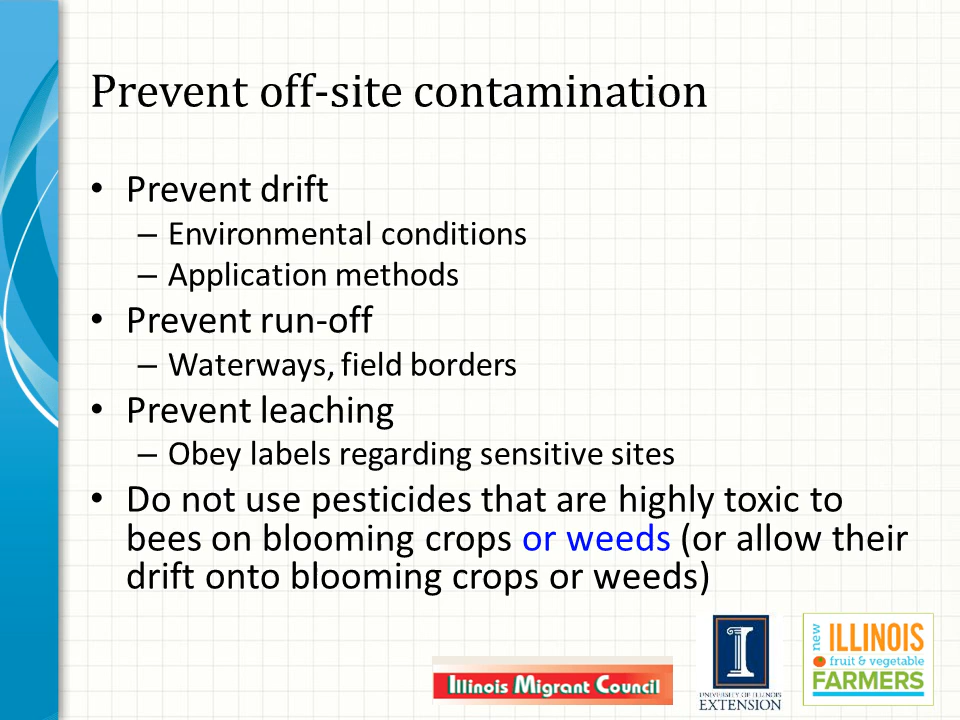 Prevent off-site contamination
• Prevent drift
– Environmental conditions
– Application methods
• Prevent run-off
– Waterways, field borders
• Prevent leaching
– Obey labels regarding sensitive sites
• Do not use pesticides that are highly toxic to
bees on blooming crops or weeds (or allow their
drift onto blooming crops or weeds)
Illinois Migrant Council
I
UNIVERSITY OF ILLINOIS
EXTENSION
new
ILLINOIS
fruit & vegetable
FARMERS